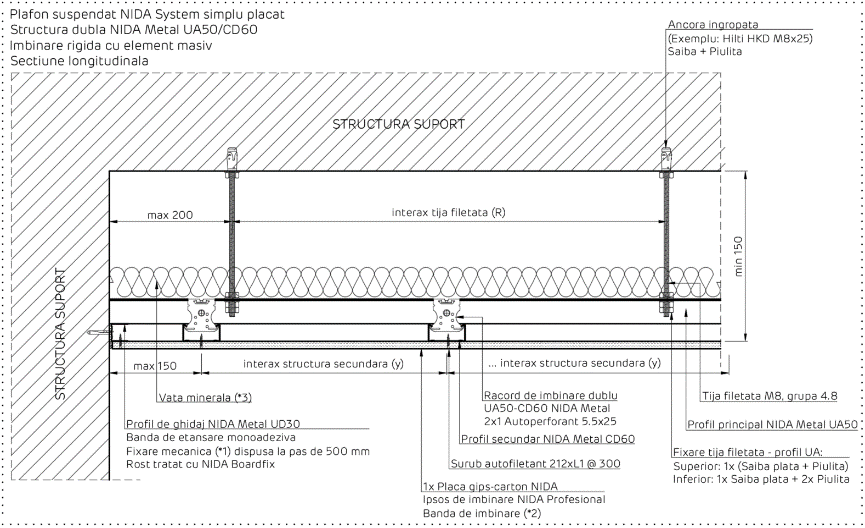 Plafon suspendat NIDA System simplu placat
Structura dubla NIDA Metal UA50/CD60
Imbinare rigida cu element masiv
Sectiune longitudinala
Ancora ingropata
(Exemplu: Hilti HKD M8x25)
Saiba + Piulita
STRUCTURA SUPORT
max 200
interax tija filetata (R)
min 150
STRUCTURA SUPORT
max 150
interax structura secundara (y)
... interax structura secundara (y)
Vata minerala (*3)
Profil de ghidaj NIDA Metal UD30
Banda de etansare monoadeziva
Fixare mecanica (*1) dispusa la pas de 500 mm
Rost tratat cu NIDA Boardfix
Racord de imbinare dublu
UA50-CD60 NIDA Metal
2x1 Autoperforant 5.5x25
Profil secundar NIDA Metal CD60
Surub autofiletant 212xL1 @ 300
1x Placa gips-carton NIDA
Ipsos de imbinare NIDA Profesional
Banda de imbinare (*2)
Tija filetata M8, grupa 4.8
Profil principal NIDA Metal UA50
Fixare tija filetata - profil UA:
Superior: 1x (Saiba plata + Piulita)
Inferior: 1x Saiba plata + 2x Piulita